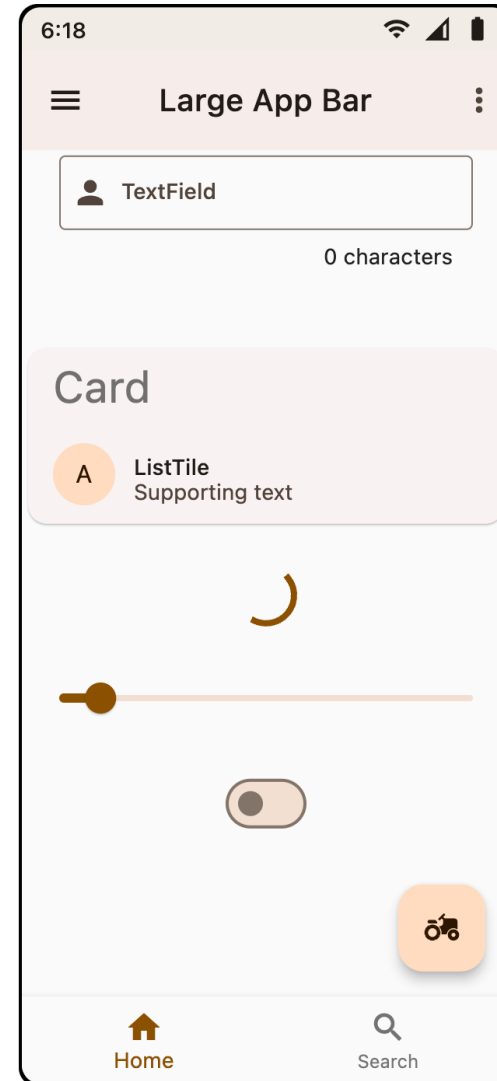 6:18
Large App Bar
TextField
0 characters
Card
A
ListTile
Supporting text
Home
Search